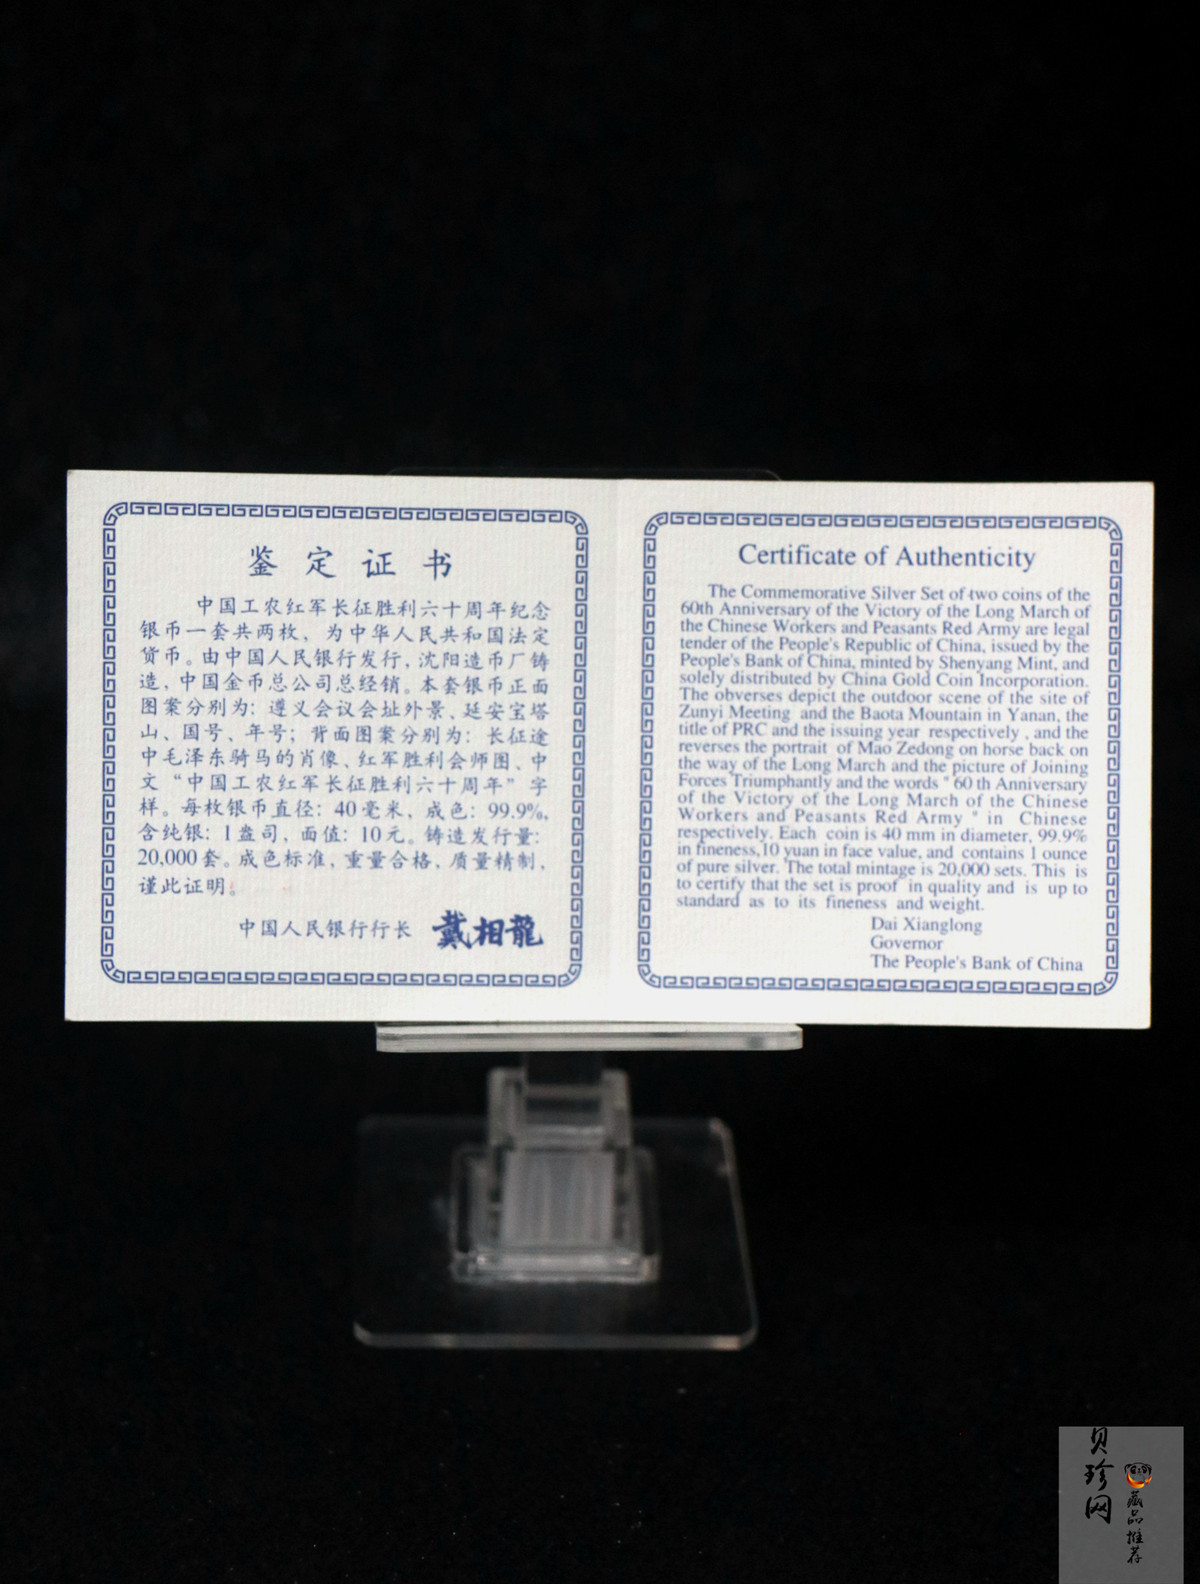 鉴定证书
中国工农红军长征胜利六十周年纪念
银币一套共两枚，为中华人民共和国法定
货币。由中国人民银行发行，沈阳造币厂铸
造，中国金币总公司总经销。本套银币正面
图案分别为：遵义会议会址外景、延安宝塔
山、国号、年号；背面图案分别为：长征途
中毛泽东骑马的肖像、红军胜利会师图、中
文“中国工农红军长征胜利六十周年”字
样。每枚银币直径：40毫米，成色：99.9%，
含纯银：1盎司，面值：10元。铸造发行量：
20,000套。成色标准，重量合格，质量精制，
谨此证明。
中国人民银行行长 戴相龍
Certificate of Authenticity
The Commemorative Silver Set of two coins of the
60th Anniversary of the Victory of the Long March of
the Chinese Workers and Peasants Red Army are legal
tender of the People's Republic of China, issued by the
People's Bank of China, minted by Shenyang Mint, and
solely distributed by China Gold Coin Incorporation.
The obverses depict the outdoor scene of the site of
Zunyi Meeting and the Baota Mountain in Yanan, the
title of PRC and the issuing year respectively , and the
reverses the portrait of Mao Zedong on horse back on
the way of the Long March and the picture of Joining
Forces Triumphantly and the words " 60 th Anniversary
of the Victory of the Long March of the Chinese
Workers and Peasants Red Army " in Chinese
respectively. Each coin is 40 mm in diameter, 99.9%
in fineness,10 yuan in face value, and contains 1 ounce
of pure silver. The total mintage is 20,000 sets. This is
to certify that the set is proof in quality and is up to
standard as to its fineness and weight.
Dai Xianglong
Governor
The People's Bank of China
贝珍网
藏品推荐